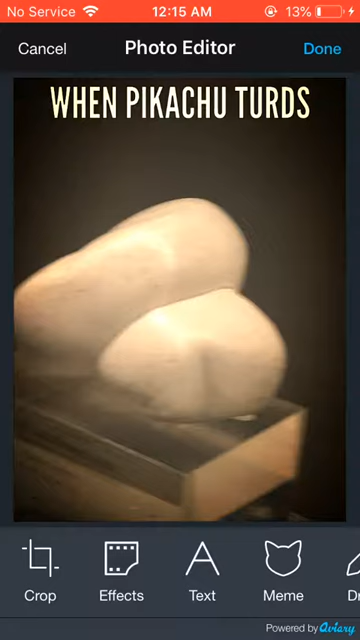 No Service 12:15 AM 13%
Cancel Photo Editor Done
WHEN PIKACHU TURDS
Crop Effects Text Meme Dr
Powered by Aviary